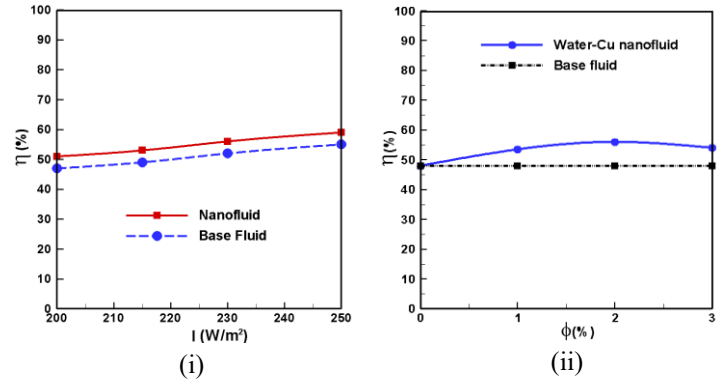 100
90
80
70
60
50
40
30
20
10
0
η (%)
Nanofluid
Base Fluid
200 210 220 230 240 250
I (W/m²)
(i)
100
90
80
70
60
50
40
30
20
10
0
η(%)
Water-Cu nanofluid
Base fluid
0 1 2 3
ϕ(%)
(ii)